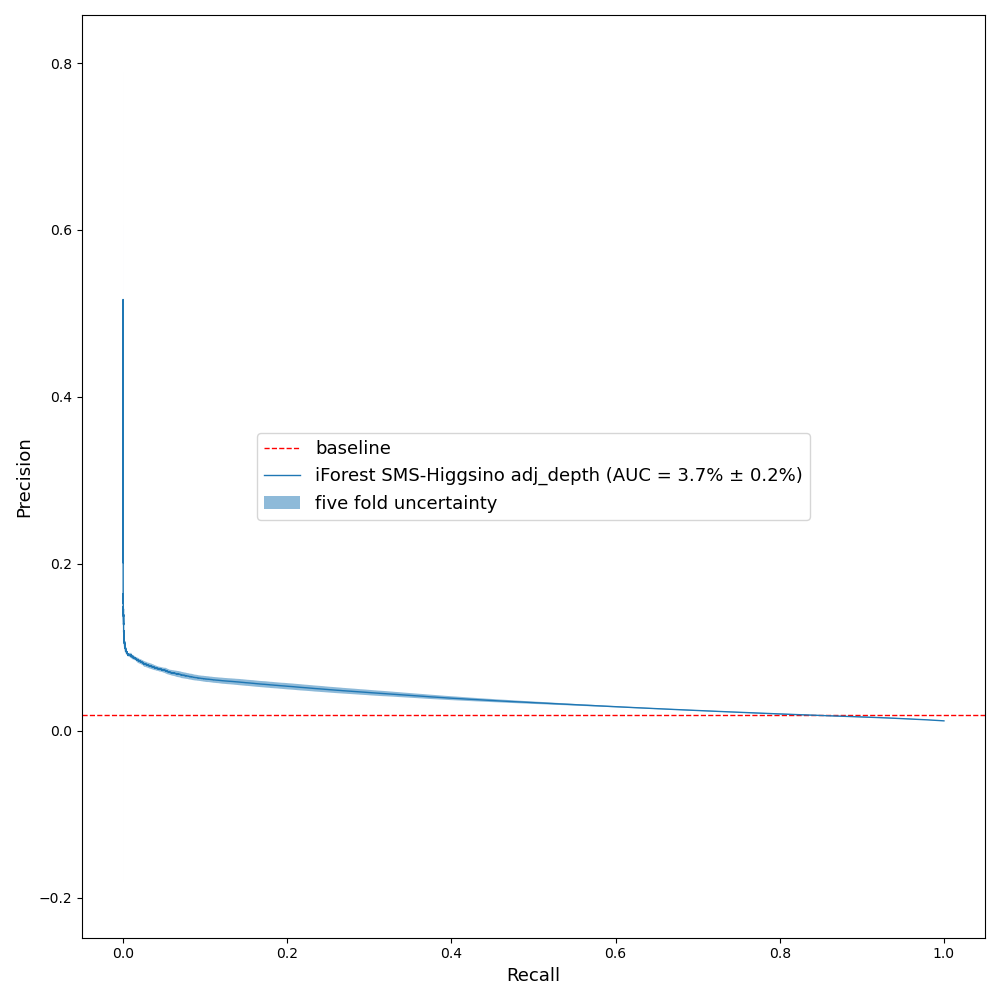 0.8
0.6
0.4
0.2
0.0
−0.2
Precision
baseline
iForest SMS-Higgsino adj_depth (AUC = 3.7% ± 0.2%)
five fold uncertainty
0.0 0.2 0.4 0.6 0.8 1.0
Recall